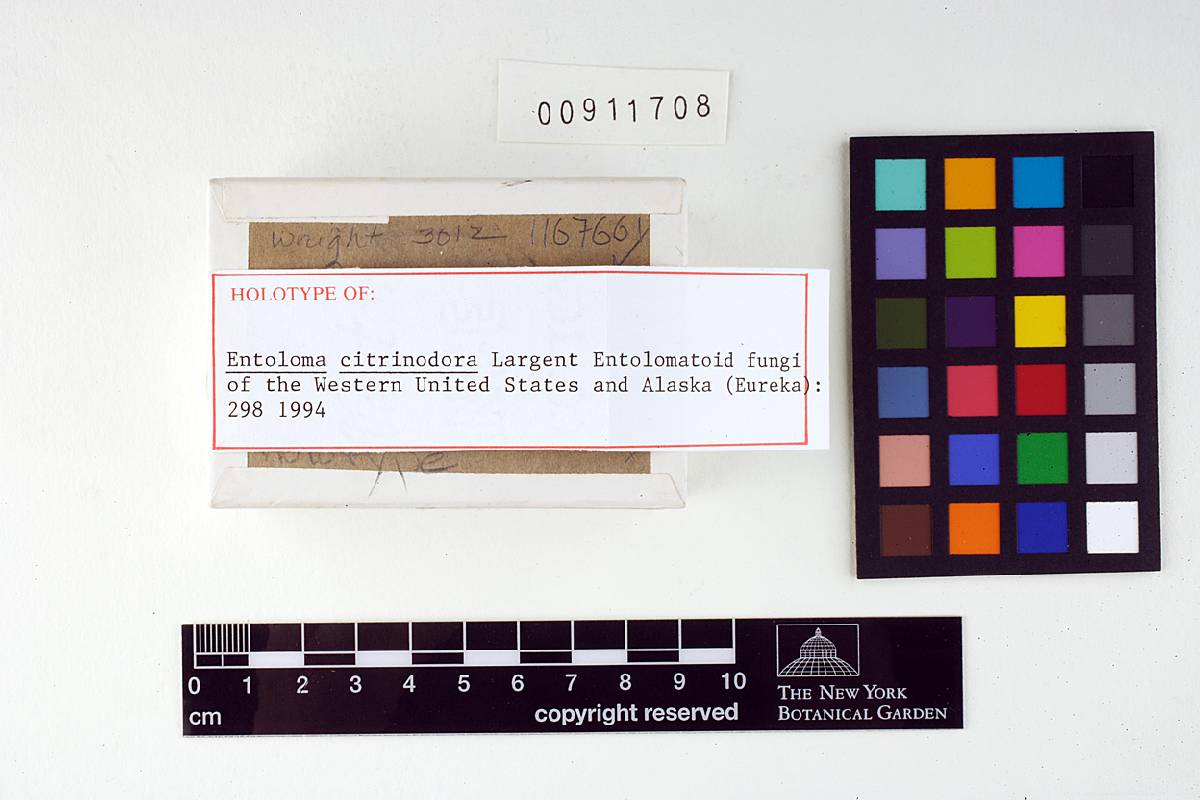 00911708
Wright 3012 1167661
HOLOTYPE OF:
Entoloma citrinodora Largent Entolomatoid fungi
of the Western United States and Alaska (Eureka):
298 1994
HOLOTYPE
0 1 2 3 4 5 6 7 8 9 10
cm
copyright reserved
THE NEW YORK
BOTANICAL GARDEN